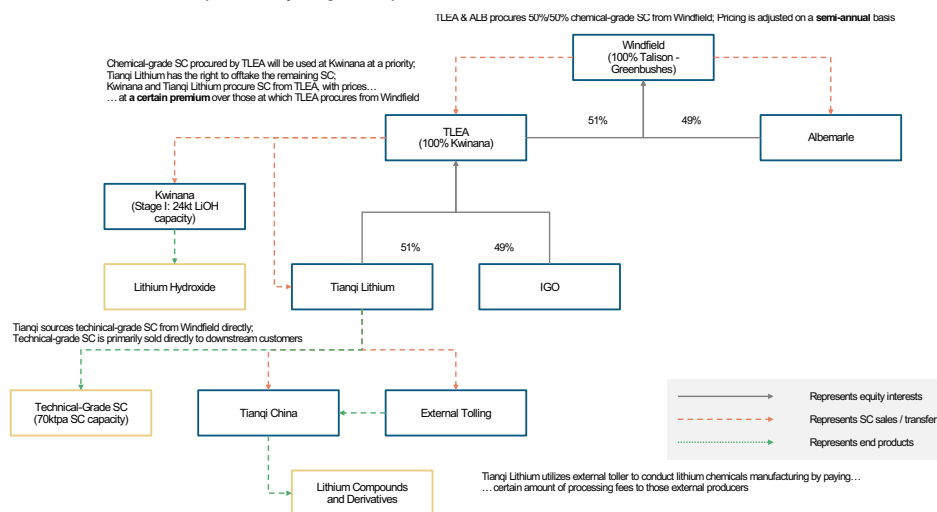 TLEA & ALB procures 50%/50% chemical-grade SC from Windfield; Pricing is adjusted on a semi-annual basis
Windfield
(100% Talison -
Greenbushes)
Chemical-grade SC procured by TLEA will be used at Kwinana at a priority;
Tianqi Lithium has the right to offtake the remaining SC;
Kwinana and Tianqi Lithium procure SC from TLEA, with prices…
… at a certain premium over those at which TLEA procures from Windfield
TLEA
(100% Kwinana)
51%
49%
Albemarle
Kwinana
(Stage I: 24kt LiOH
capacity)
51%
49%
Lithium Hydroxide
Tianqi Lithium
IGO
Tianqi sources techinical-grade SC from Windfield directly;
Technical-grade SC is primarily sold directly to downstream customers
Technical-Grade SC
(70ktpa SC capacity)
Tianqi China
External Tolling
Represents equity interests
Represents SC sales / transfer
Represents end products
Lithium Compounds
and Derivatives
Tianqi Lithium utilizes external toller to conduct lithium chemicals manufacturing by paying…
… certain amount of processing fees to those external producers